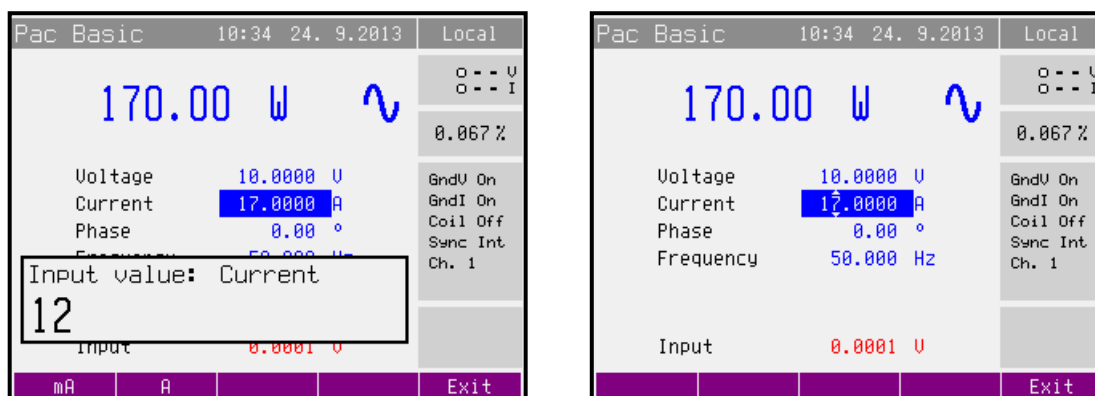 Pac Basic 10:34 24. 9.2013 Local
o-- V
o-- I
170.00 W
0.067 %
Voltage 10.0000 V
Current 17.0000 A
Phase 0.00 °
GndV On
GndI On
Coil Off
Sync Int
Ch. 1
Input value: Current
12
Input 0.0001 V
mA A Exit
Pac Basic 10:34 24. 9.2013 Local
o-- V
o-- I
170.00 W
0.067 %
Voltage 10.0000 V
Current 17.0000 A
Phase 0.00 °
Frequency 50.000 Hz
GndV On
GndI On
Coil Off
Sync Int
Ch. 1
Input 0.0001 V
Exit